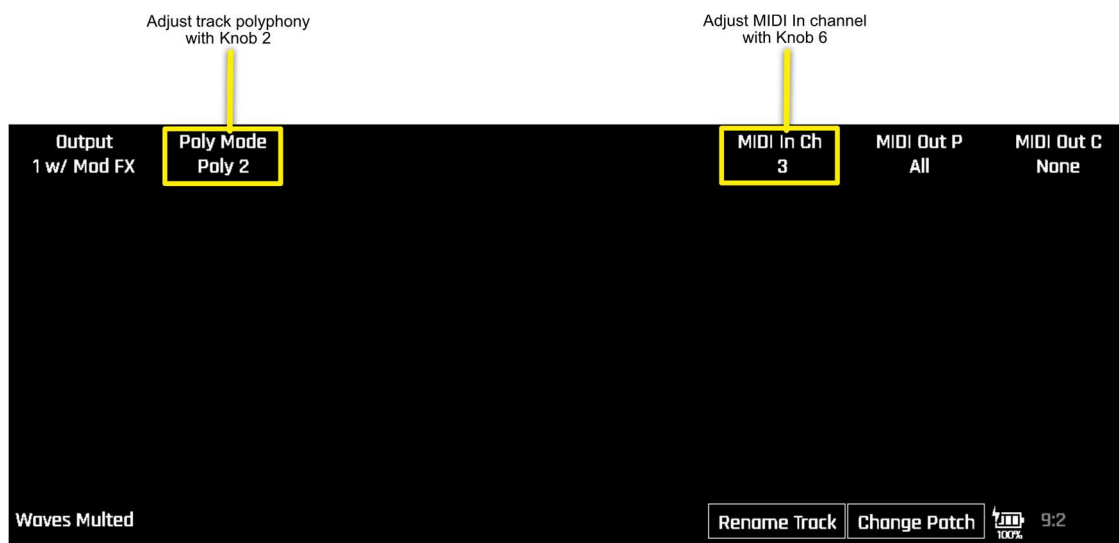 Adjust track polyphony
with Knob 2
Adjust MIDI In channel
with Knob 6
Output
1 w/ Mod FX
Poly Mode
Poly 2
MIDI In Ch
3
MIDI Out P
All
MIDI Out C
None
Waves Multed
Rename Track
Change Patch
100%
9:2